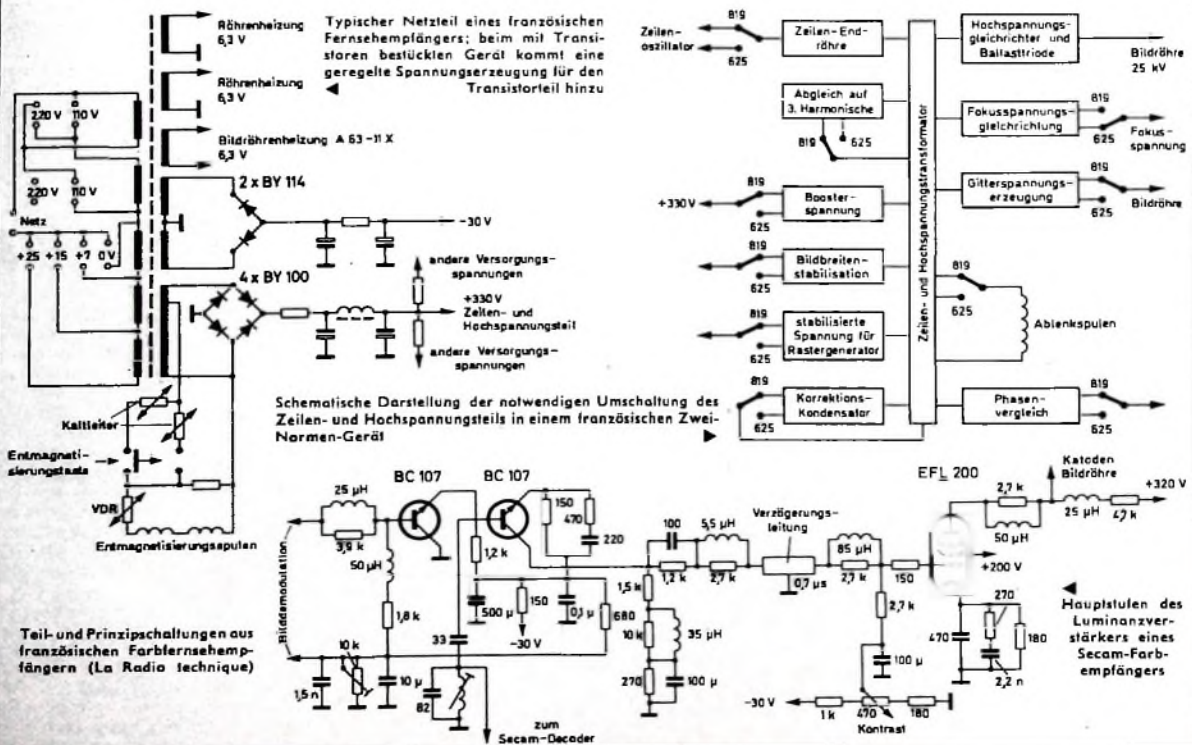 Röhrenheizung
6,3 V
Röhrenheizung
6,3 V
Bildröhrenheizung A 63-11 X
6,3 V
Typischer Netzteil eines französischen
Fernsehempfängers; beim mit Transi-
storen bestückten Gerät kommt eine
geregelte Spannungserzeugung für den
Transistorteil hinzu
220 V
110 V
220 V
110 V
Netz
+25
+15
+7
0V
2 x BY 114
-30 V
4 x BY 100
andere Versorgungs-
spannungen
+330 V
Zeilen- und
Hochspannungsteil
andere Versorgungs-
spannungen
Kaltleiter
Entmagneti-
sierungstaste
VDR
Entmagnetisierungsspulen
Zeilen-
oszillator
819
625
Zeilen-End-
röhre
Abgleich auf
3. Harmonische
819
625
+330V
819
625
Booster-
spannung
819
625
Bildbreiten-
stabilisation
819
625
stabilisierte
Spannung für
Rastergenerator
819
625
Korrektions-
Kondensator
Zeilen- und Hochspannungstransformator
Hochspannungs-
gleichrichter und
Ballasttriode
Bildröhre
25 kV
Fokusspannungs-
gleichrichtung
819
625
Fokus-
spannung
Gitterspannungs-
erzeugung
819
625
Bildröhre
819
625
Ablenkspulen
Phasen-
vergleich
819
625
Schematische Darstellung der notwendigen Umschaltung des
Zeilen- und Hochspannungsteils in einem französischen Zwei-
Normen-Gerät
Bilddemodulation
25 µH
3,9 k
50 µH
1,8 k
10 k
1,5 n
10 µ
BC 107
BC 107
1,2 k
33
82
500 µ
150
470
220
150
-30 V
0,1 µ
680
zum
Secam-Decoder
1,5 k
10 k
270
35 µH
100 µ
100
1,2 k
5,5 µH
2,7 k
Verzögerungs-
leitung
0,7 µs
85 µH
2,7 k
150
2,7 k
100 µ
-30 V
1 k
470
180
Kontrast
EFL 200
Katoden
Bildröhre
2,7 k
50 µH
25 µH
4,7 k
+320 V
+200 V
470
270
2,2 n
180
Hauptstufen des
Luminanzver-
stärkers eines
Secam-Farb-
empfängers
Teil- und Prinzipschaltungen aus
französischen Farbfernsehemp-
fängern (La Radio technique)